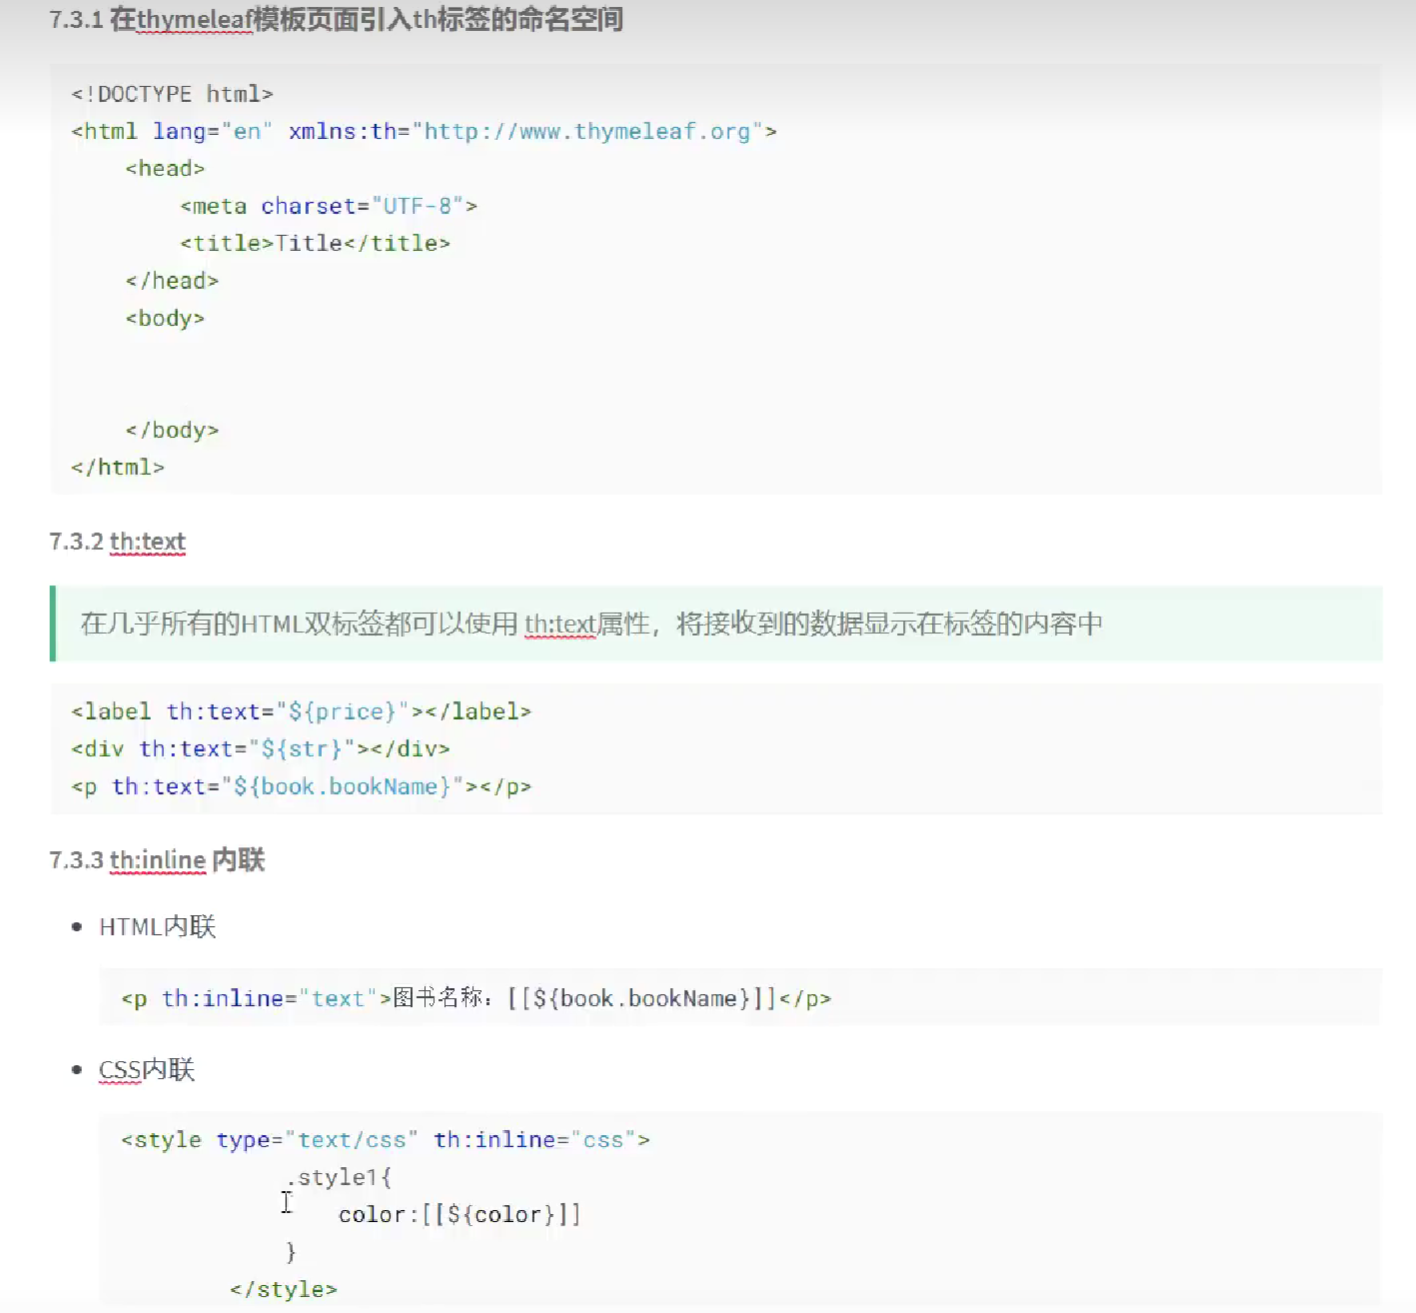 7.3.1 在thymeleaf模板页面引入th标签的命名空间
<!DOCTYPE html>
<html lang="en" xmlns:th="http://www.thymeleaf.org">
    <head>
        <meta charset="UTF-8">
        <title>Title</title>
    </head>
    <body>
    </body>
</html>
7.3.2 th:text
在几乎所有的HTML双标签都可以使用 th:text属性，将接收到的数据显示在标签的内容中
<label th:text="${price}"></label>
<div th:text="${str}"></div>
<p th:text="${book.bookName}"></p>
7.3.3 th:inline 内联
• HTML内联
<p th:inline="text">图书名称：[[${book.bookName}]]</p>
• CSS内联
<style type="text/css" th:inline="css">
            .style1{
                color:[[${color}]]
            }
        </style>